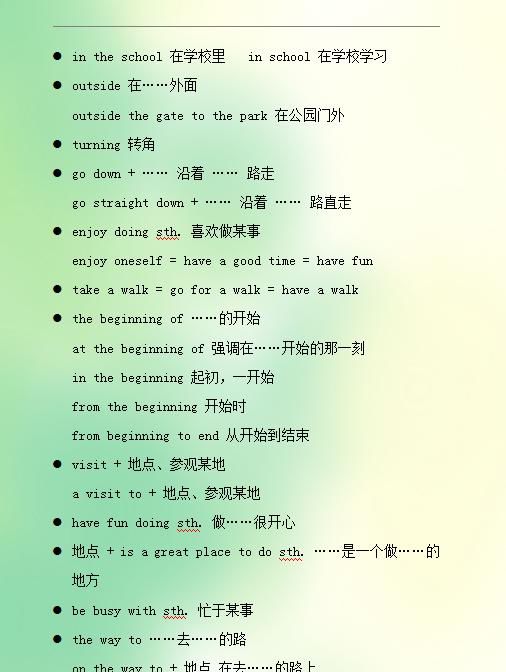 ● in the school 在学校里 in school 在学校学习
● outside 在……外面
outside the gate to the park 在公园门外
● turning 转角
● go down + …… 沿着 …… 路走
go straight down + …… 沿着 …… 路直走
● enjoy doing sth. 喜欢做某事
enjoy oneself = have a good time = have fun
● take a walk = go for a walk = have a walk
● the beginning of ……的开始
at the beginning of 强调在……开始的那一刻
in the beginning 起初，一开始
from the beginning 开始时
from beginning to end 从开始到结束
● visit + 地点、参观某地
a visit to + 地点、参观某地
● have fun doing sth. 做……很开心
● 地点 + is a great place to do sth. ……是一个做……的
地方
● be busy with sth. 忙于某事
● the way to ……去……的路
on the way to + 地点 在去……的路上